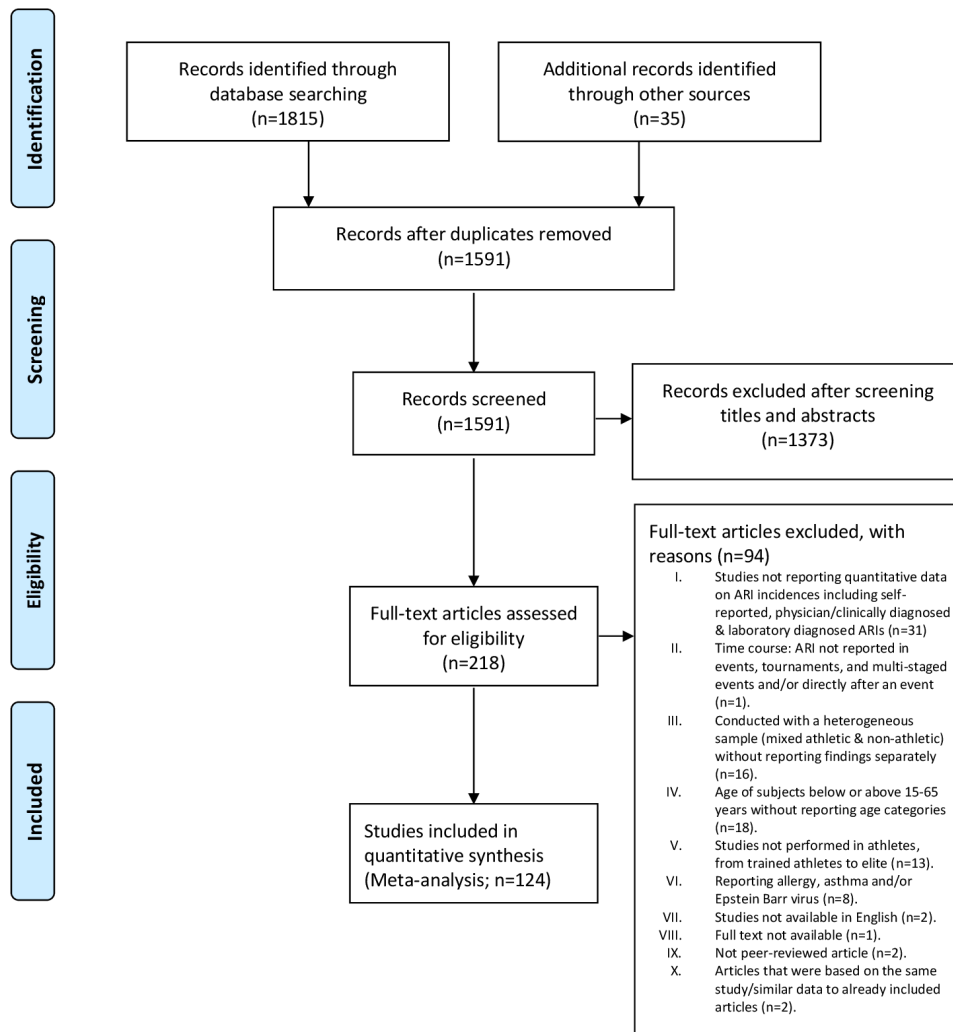 Identification
Records identified through
database searching
(n=1815)
Additional records identified
through other sources
(n=35)
Records after duplicates removed
(n=1591)
Screening
Records screened
(n=1591)
Records excluded after screening
titles and abstracts
(n=1373)
Eligibility
Full-text articles assessed
for eligibility
(n=218)
Full-text articles excluded, with
reasons (n=94)
I. Studies not reporting quantitative data
on ARI incidences including self-
reported, physician/clinically diagnosed
& laboratory diagnosed ARIs (n=31)
II. Time course: ARI not reported in
events, tournaments, and multi-staged
events and/or directly after an event
(n=1).
III. Conducted with a heterogeneous
sample (mixed athletic & non-athletic)
without reporting findings separately
(n=16).
IV. Age of subjects below or above 15-65
years without reporting age categories
(n=18).
V. Studies not performed in athletes,
from trained athletes to elite (n=13).
VI. Reporting allergy, asthma and/or
Epstein Barr virus (n=8).
VII. Studies not available in English (n=2).
VIII. Full text not available (n=1).
IX. Not peer-reviewed article (n=2).
X. Articles that were based on the same
study/similar data to already included
articles (n=2).
Included
Studies included in
quantitative synthesis
(Meta-analysis; n=124)